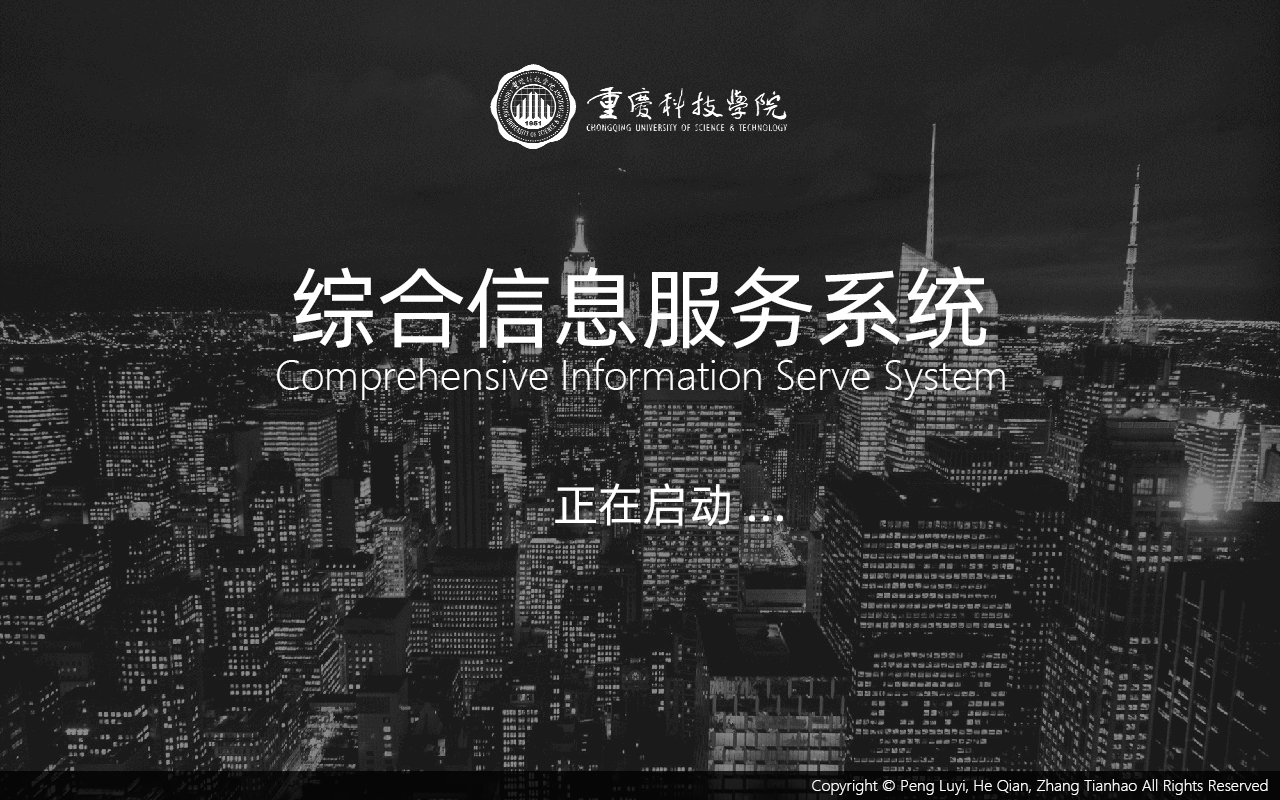 重慶科技學院
CHONGQING UNIVERSITY OF SCIENCE & TECHNOLOGY
1951
综合信息服务系统
Comprehensive Information Serve System
正在启动 ...
Copyright © Peng Luyi, He Qian, Zhang Tianhao All Rights Reserved